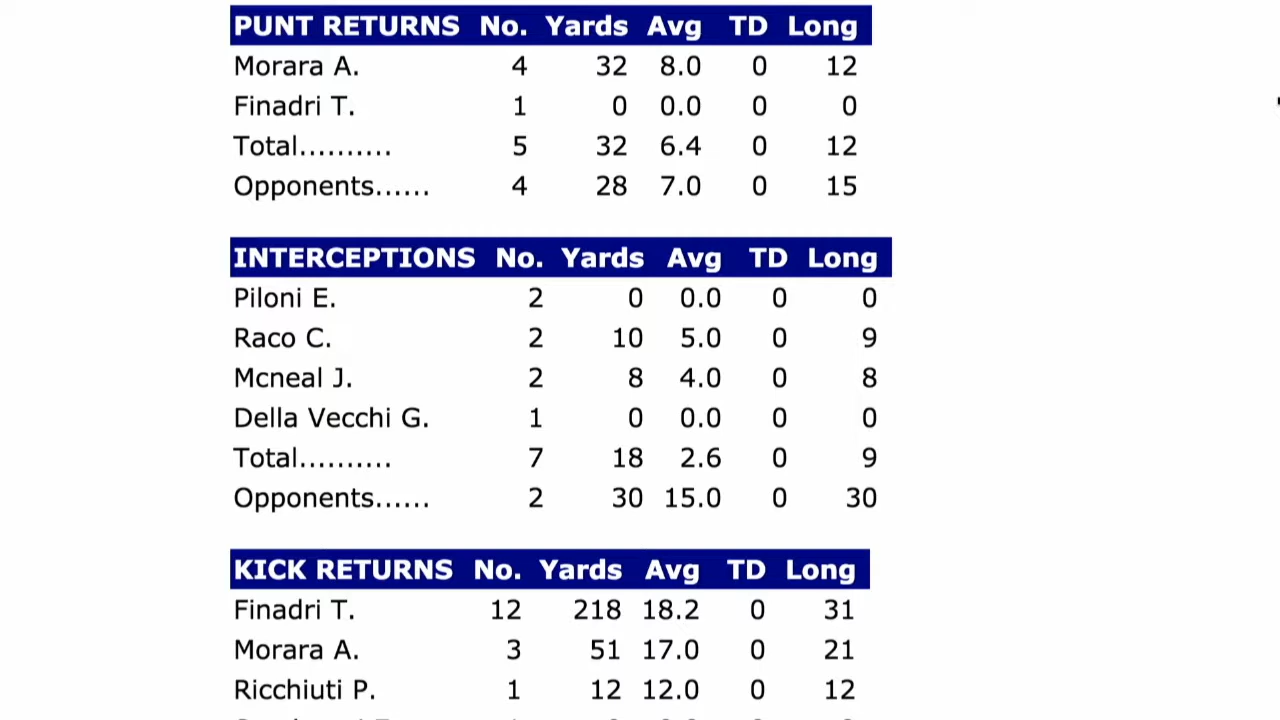 PUNT RETURNS No. Yards Avg TD Long
Morara A. 4 32 8.0 0 12
Finadri T. 1 0 0.0 0 0
Total.......... 5 32 6.4 0 12
Opponents...... 4 28 7.0 0 15
INTERCEPTIONS No. Yards Avg TD Long
Piloni E. 2 0 0.0 0 0
Raco C. 2 10 5.0 0 9
Mcneal J. 2 8 4.0 0 8
Della Vecchi G. 1 0 0.0 0 0
Total.......... 7 18 2.6 0 9
Opponents...... 2 30 15.0 0 30
KICK RETURNS No. Yards Avg TD Long
Finadri T. 12 218 18.2 0 31
Morara A. 3 51 17.0 0 21
Ricchiuti P. 1 12 12.0 0 12